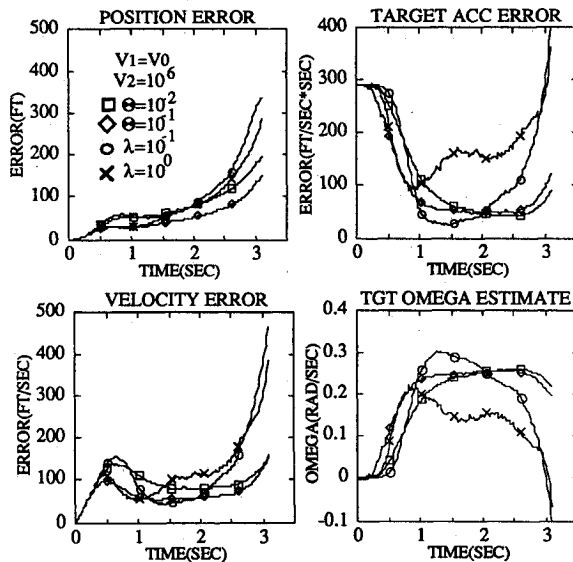 POSITION ERROR
500
400
300
200
100
0
ERROR(FT)
V1=V0
V2=10^6
Θ=10^-2
Θ=10^-1
λ=10^-1
λ=10^0
0 1 2 3
TIME(SEC)
TARGET ACC ERROR
400
300
200
100
0
ERROR(FT/SEC*SEC)
0 1 2 3
TIME(SEC)
VELOCITY ERROR
500
400
300
200
100
0
ERROR(FT/SEC)
0 1 2 3
TIME(SEC)
TGT OMEGA ESTIMATE
0.4
0.3
0.2
0.1
0
-0.1
OMEGA(RAD/SEC)
0 1 2 3
TIME(SEC)